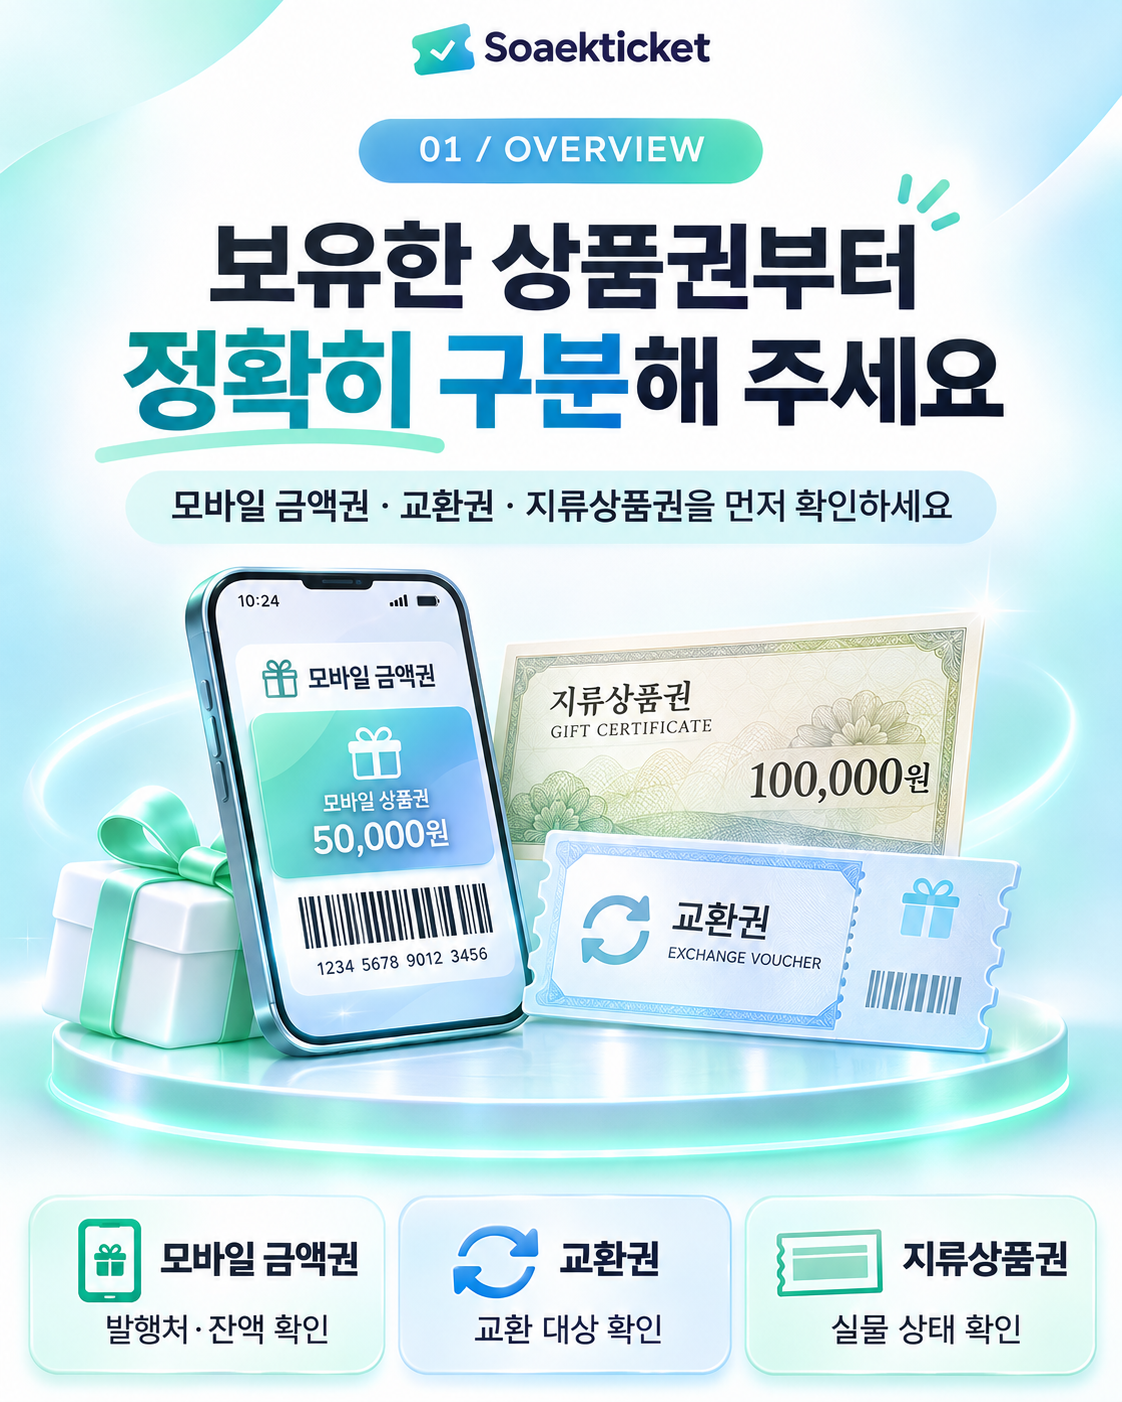 Soaekticket
01 / OVERVIEW
보유한 상품권부터
정확히 구분해 주세요
모바일 금액권 · 교환권 · 지류상품권을 먼저 확인하세요
10:24
모바일 금액권
모바일 상품권
50,000원
1234 5678 9012 3456
지류상품권
GIFT CERTIFICATE
100,000원
교환권
EXCHANGE VOUCHER
모바일 금액권
발행처 · 잔액 확인
교환권
교환 대상 확인
지류상품권
실물 상태 확인